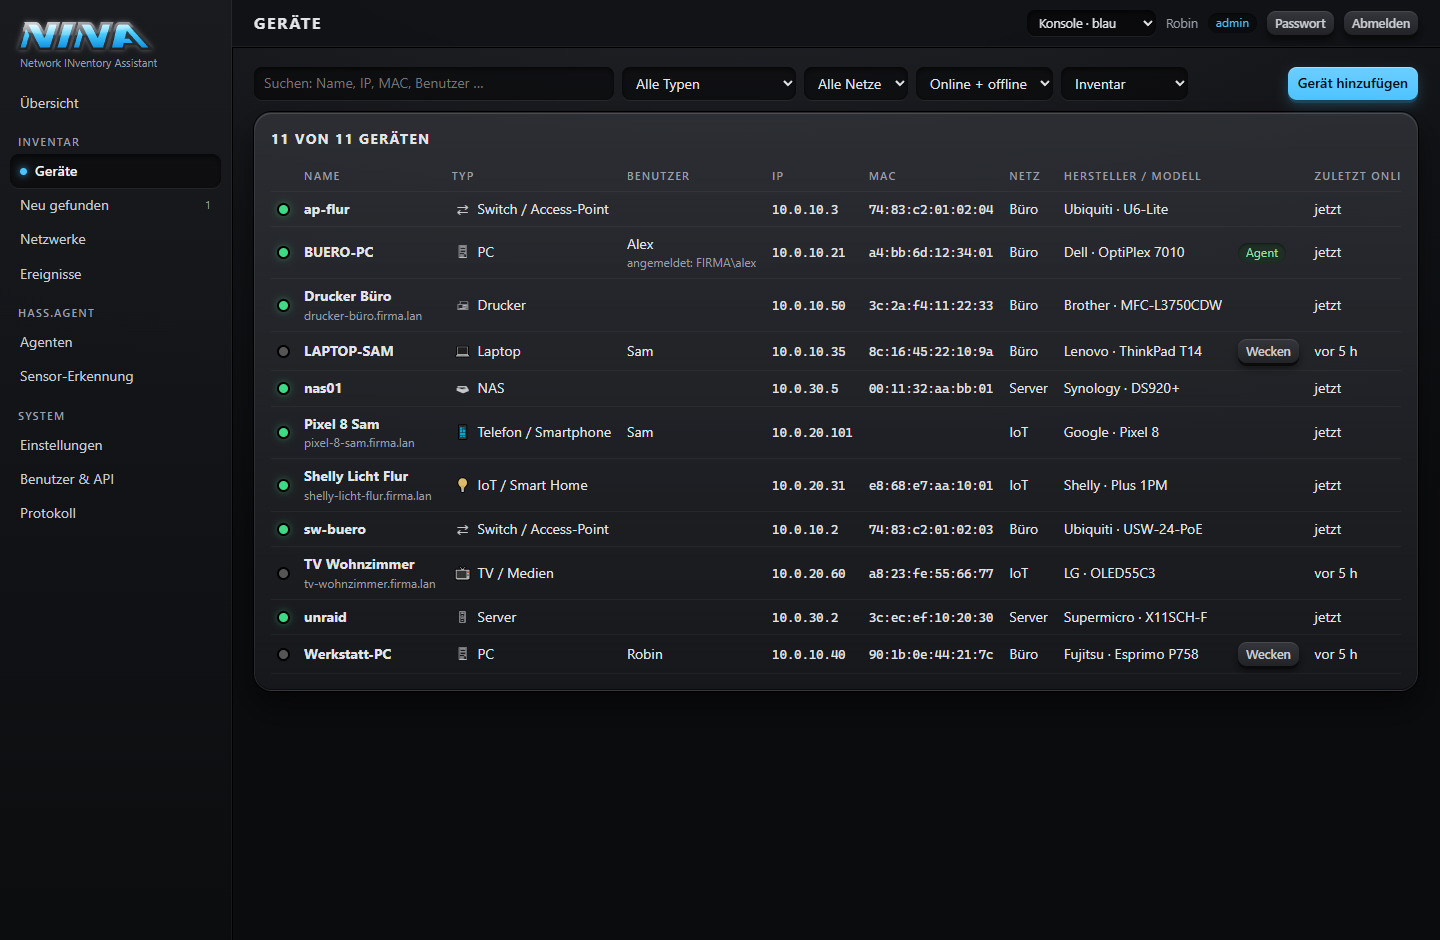 NINA
Network INventory Assistant
Übersicht
INVENTAR
Geräte
Neu gefunden 1
Netzwerke
Ereignisse
HASS.AGENT
Agenten
Sensor-Erkennung
SYSTEM
Einstellungen
Benutzer & API
Protokoll
GERÄTE
Konsole · blau Robin admin Passwort Abmelden
Suchen: Name, IP, MAC, Benutzer ... Alle Typen Alle Netze Online + offline Inventar Gerät hinzufügen
11 VON 11 GERÄTEN
NAME TYP BENUTZER IP MAC NETZ HERSTELLER / MODELL ZULETZT ONLI
ap-flur Switch / Access-Point 10.0.10.3 74:83:c2:01:02:04 Büro Ubiquiti · U6-Lite jetzt
BUERO-PC PC Alex 10.0.10.21 a4:bb:6d:12:34:01 Büro Dell · OptiPlex 7010 Agent jetzt
angemeldet: FIRMA\alex
Drucker Büro Drucker 10.0.10.50 3c:2a:f4:11:22:33 Büro Brother · MFC-L3750CDW jetzt
drucker-büro.firma.lan
LAPTOP-SAM Laptop Sam 10.0.10.35 8c:16:45:22:10:9a Büro Lenovo · ThinkPad T14 Wecken vor 5 h
nas01 NAS 10.0.30.5 00:11:32:aa:bb:01 Server Synology · DS920+ jetzt
Pixel 8 Sam Telefon / Smartphone Sam 10.0.20.101 IoT Google · Pixel 8 jetzt
pixel-8-sam.firma.lan
Shelly Licht Flur IoT / Smart Home 10.0.20.31 e8:68:e7:aa:10:01 IoT Shelly · Plus 1PM jetzt
shelly-licht-flur.firma.lan
sw-buero Switch / Access-Point 10.0.10.2 74:83:c2:01:02:03 Büro Ubiquiti · USW-24-PoE jetzt
TV Wohnzimmer TV / Medien 10.0.20.60 a8:23:fe:55:66:77 IoT LG · OLED55C3 vor 5 h
tv-wohnzimmer.firma.lan
unraid Server 10.0.30.2 3c:ec:ef:10:20:30 Server Supermicro · X11SCH-F jetzt
Werkstatt-PC PC Robin 10.0.10.40 90:1b:0e:44:21:7c Büro Fujitsu · Esprimo P758 Wecken vor 5 h